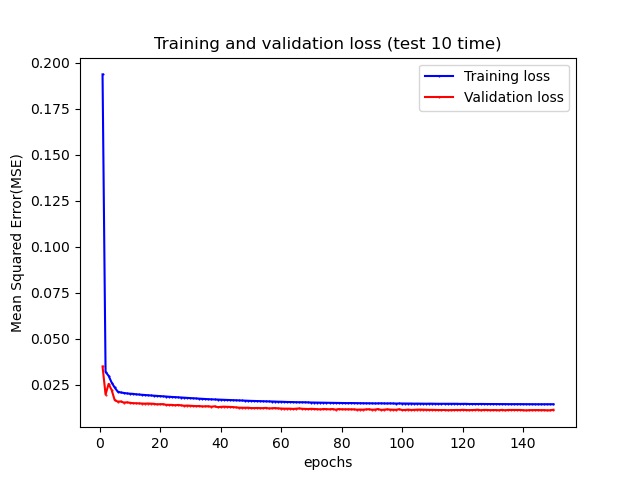 Training and validation loss (test 10 time)
Training loss
Validation loss
Mean Squared Error(MSE)
0.200
0.175
0.150
0.125
0.100
0.075
0.050
0.025
0 20 40 60 80 100 120 140
epochs